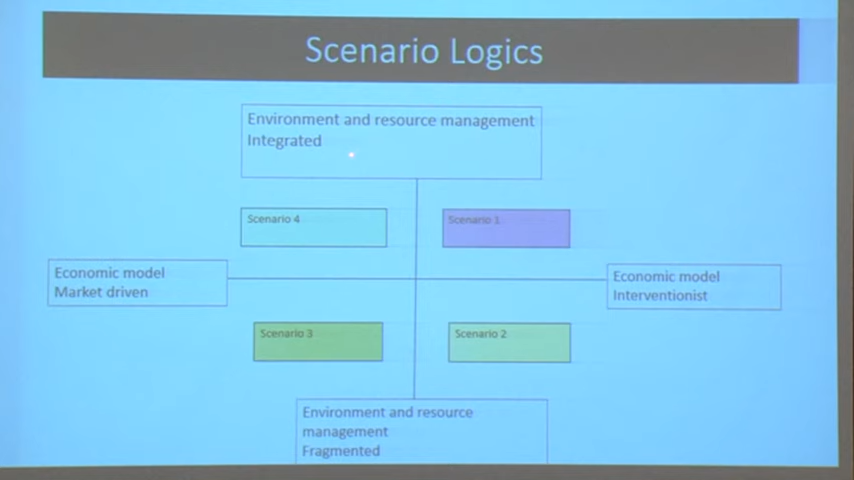 Scenario Logics
Environment and resource management
Integrated
Scenario 4
Scenario 1
Economic model
Market driven
Economic model
Interventionist
Scenario 3
Scenario 2
Environment and resource
management
Fragmented